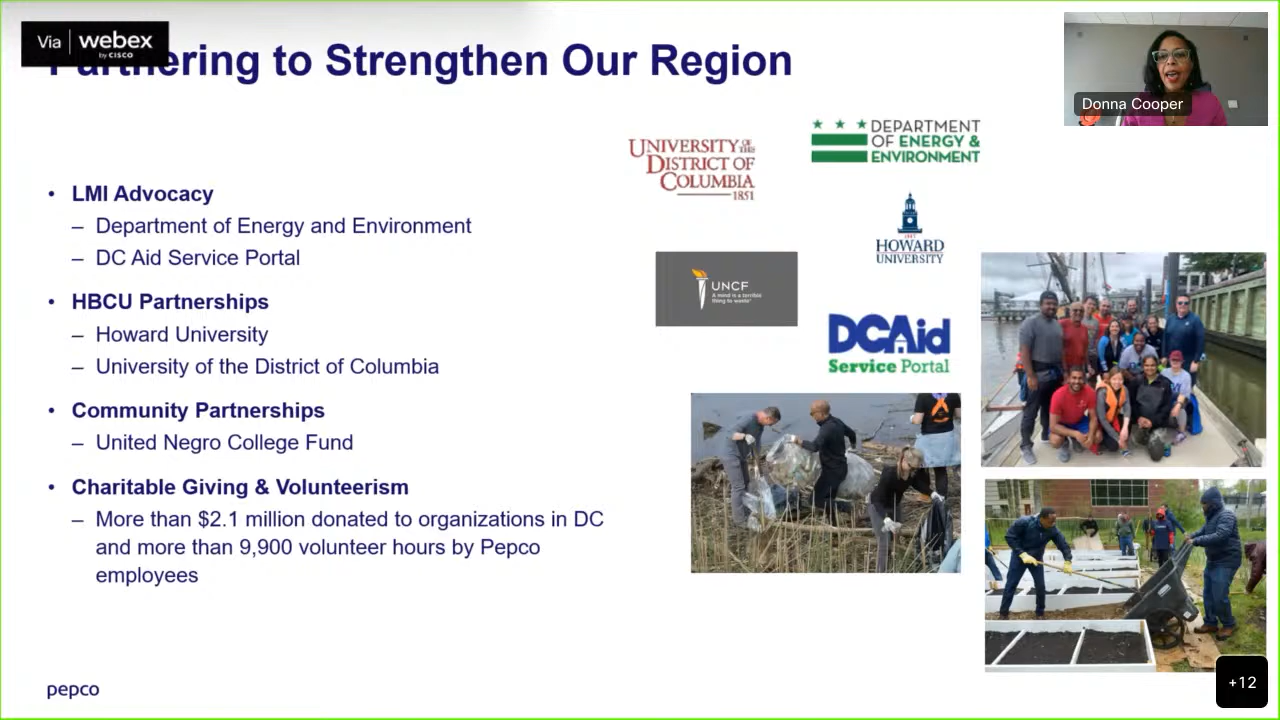 Via webex
by CISCO
Partnering to Strengthen Our Region
Donna Cooper
• LMI Advocacy
– Department of Energy and Environment
– DC Aid Service Portal
• HBCU Partnerships
– Howard University
– University of the District of Columbia
• Community Partnerships
– United Negro College Fund
• Charitable Giving & Volunteerism
– More than $2.1 million donated to organizations in DC
and more than 9,900 volunteer hours by Pepco
employees
UNIVERSITY OF THE
DISTRICT OF
COLUMBIA
1851
DEPARTMENT
OF ENERGY &
ENVIRONMENT
HOWARD
UNIVERSITY
UNCF
A mind is a terrible
thing to waste®
DCAid
Service Portal
pepco
+12